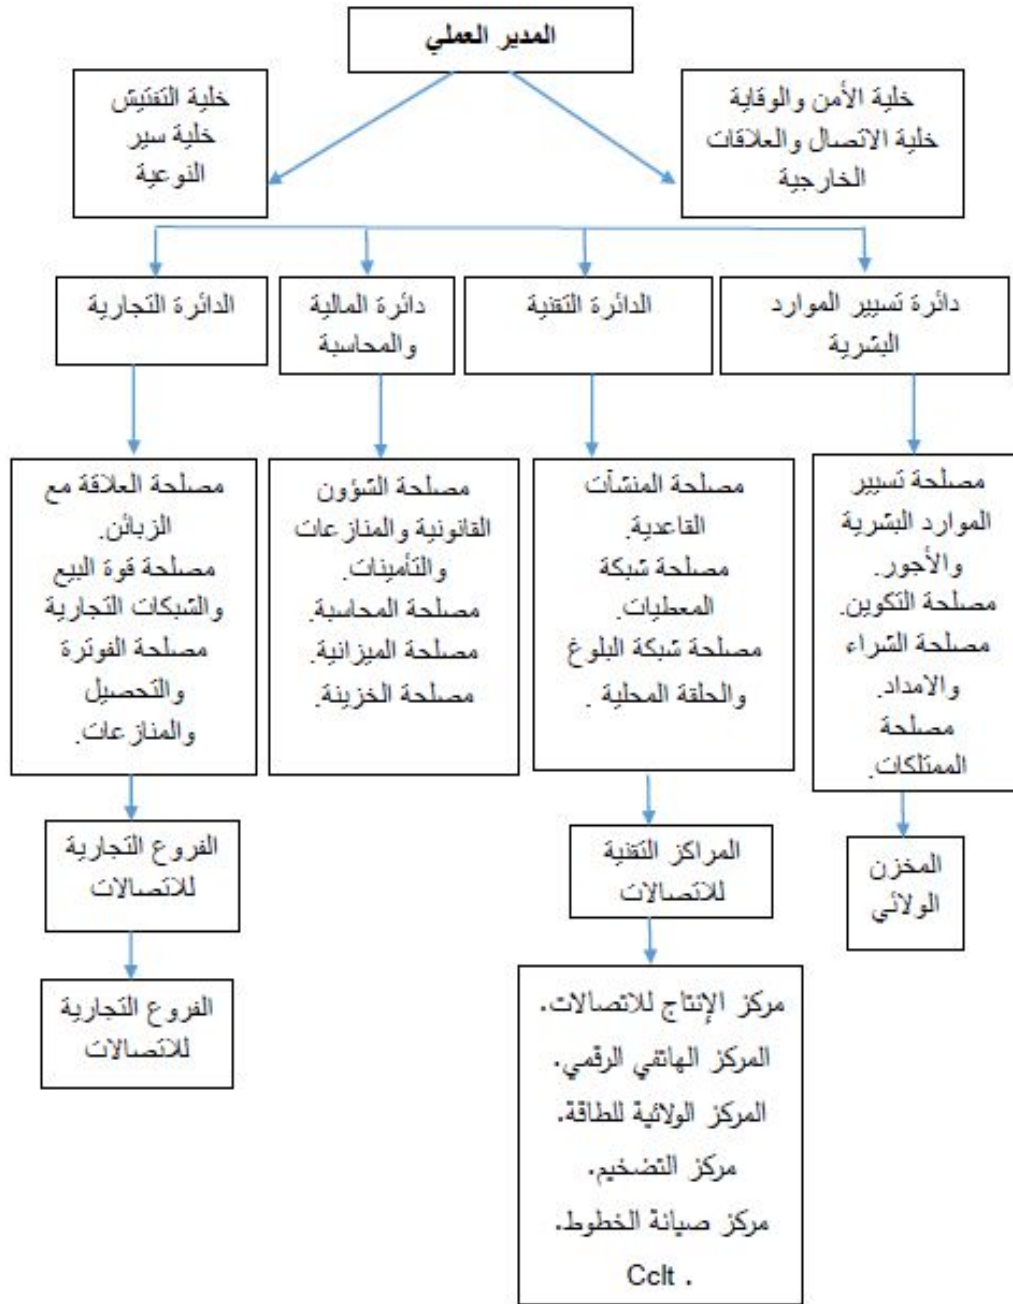 المدير العملي
خلية الأمن والوقاية
خلية الاتصال والعلاقات
الخارجية
خلية التفتيش
خلية سير
النوعية
دائرة تسيير الموارد
البشرية
الدائرة التقنية
دائرة المالية
والمحاسبة
الدائرة التجارية
مصلحة تسيير
الموارد البشرية
والأجور.
مصلحة التكوين.
مصلحة الشراء
والامداد.
مصلحة
الممتلكات.
مصلحة المنشآت
القاعدية.
مصلحة شبكة
المعطيات.
مصلحة شبكة البلوغ
والحلقة المحلية .
مصلحة الشؤون
القانونية والمنازعات
والتأمينات.
مصلحة المحاسبة.
مصلحة الميزانية.
مصلحة الخزينة.
مصلحة العلاقة مع
الزبائن.
مصلحة قوة البيع
والشبكات التجارية
مصلحة الفوترة
والتحصيل
والمنازعات.
المخزن
الولائي
المراكز التقنية
للاتصالات
الفروع التجارية
للاتصالات
مركز الإنتاج للاتصالات.
المركز الهاتفي الرقمي.
المركز الولائية للطاقة.
مركز التضخيم.
مركز صيانة الخطوط.
Cclt .
الفروع التجارية
للاتصالات